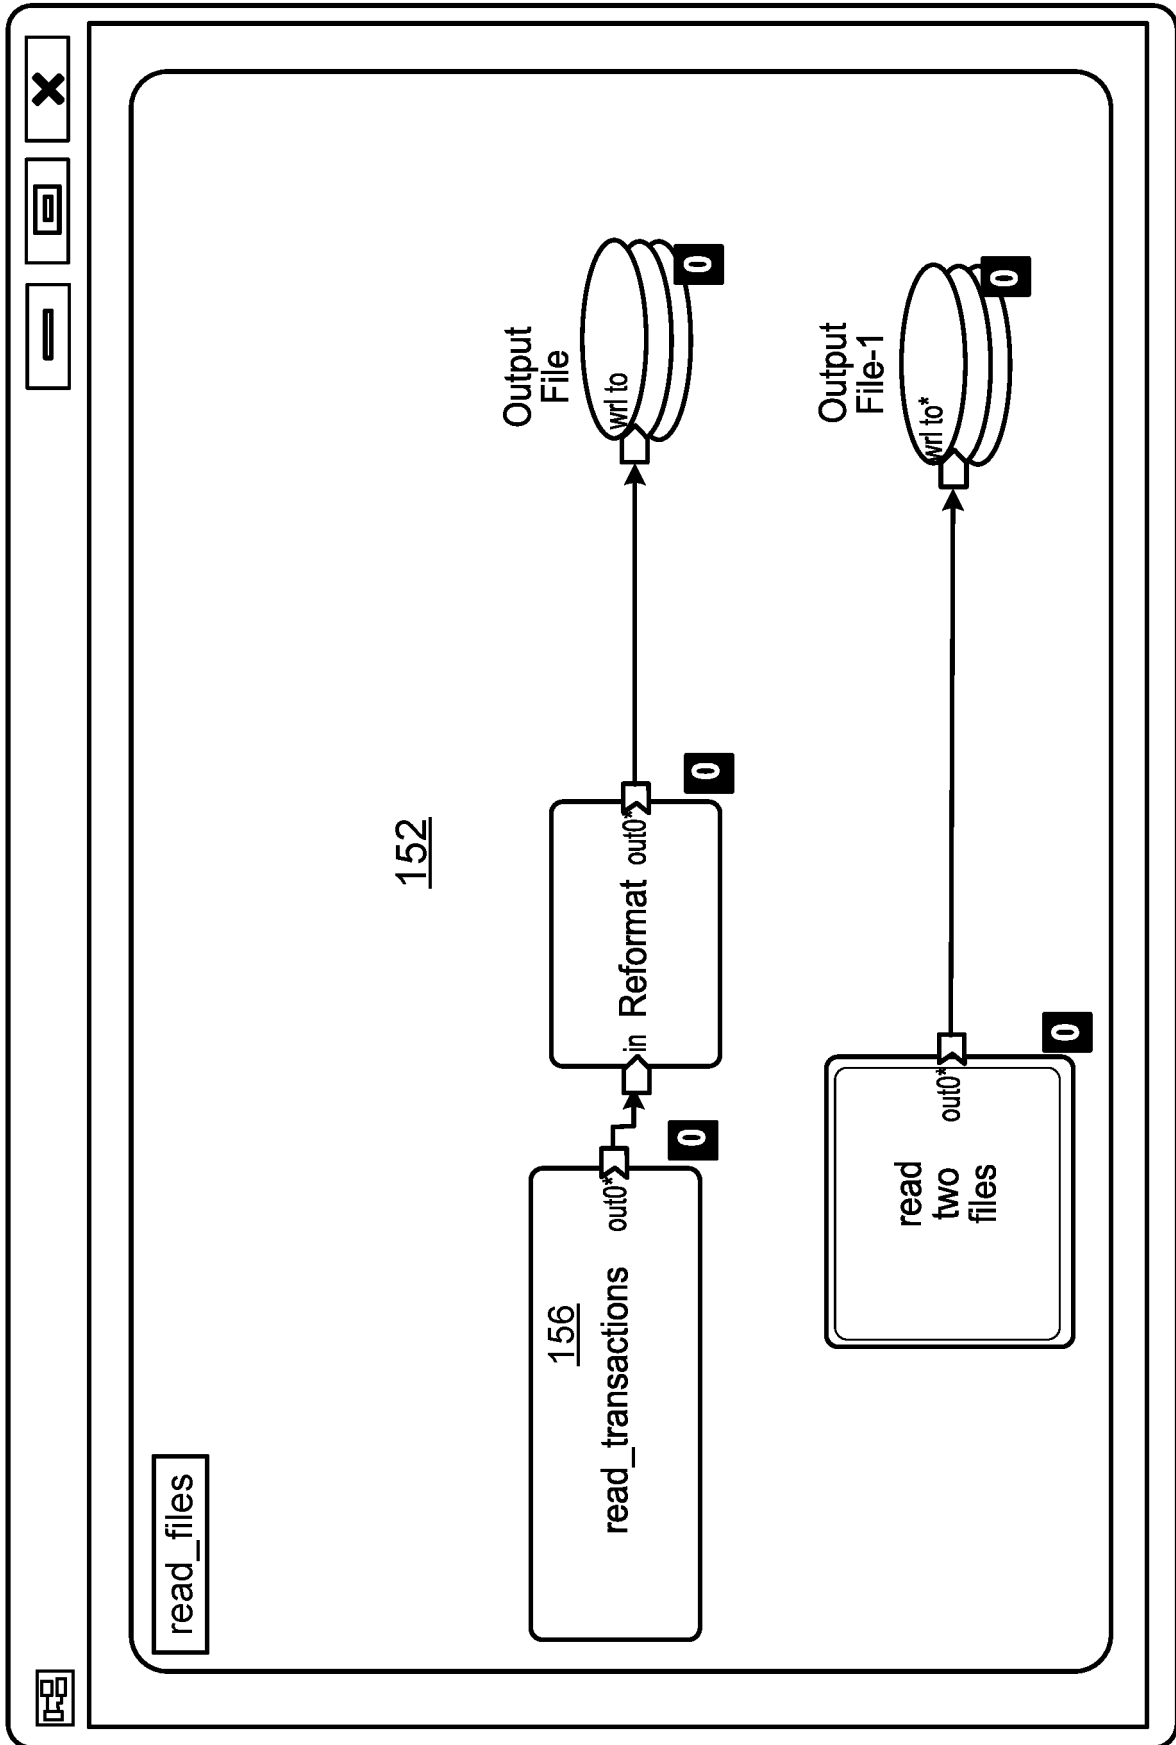 read_files
152
156
read_transactions
out0*
0
in
Reformat
out0*
0
Output
File
wrl to
0
read
two
files
out0*
0
Output
File-1
wrl to*
0